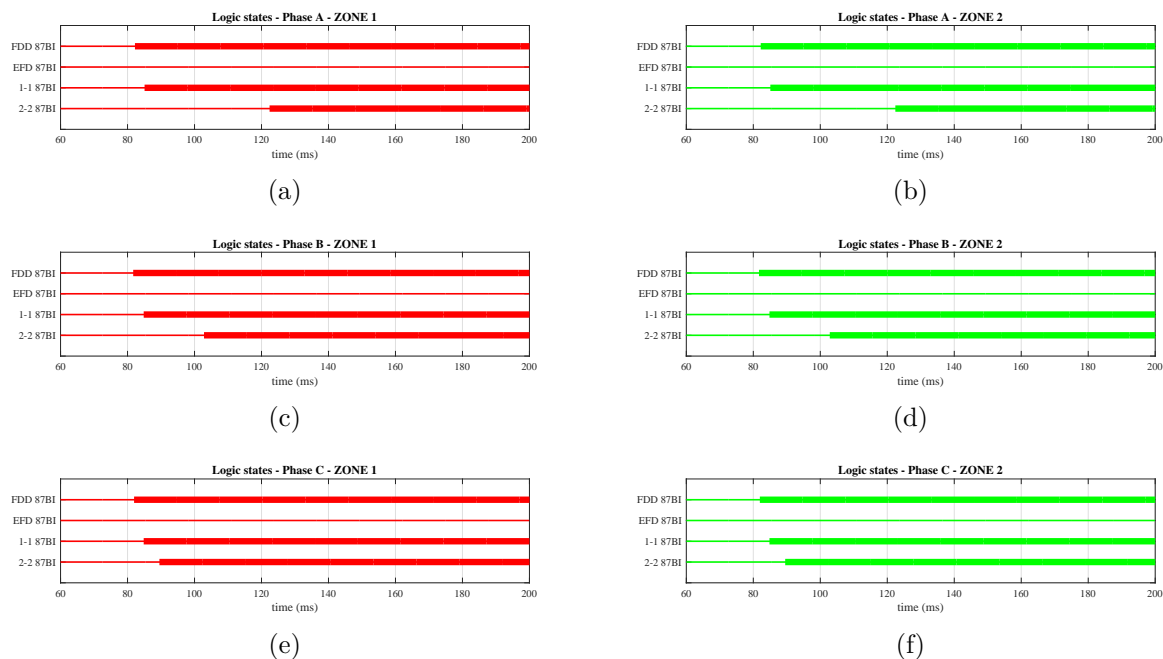 Logic states - Phase A - ZONE 1
FDD 87BI
EFD 87BI
1-1 87BI
2-2 87BI
60 80 100 120 140 160 180 200
time (ms)
(a)
Logic states - Phase A - ZONE 2
FDD 87BI
EFD 87BI
1-1 87BI
2-2 87BI
60 80 100 120 140 160 180 200
time (ms)
(b)
Logic states - Phase B - ZONE 1
FDD 87BI
EFD 87BI
1-1 87BI
2-2 87BI
60 80 100 120 140 160 180 200
time (ms)
(c)
Logic states - Phase B - ZONE 2
FDD 87BI
EFD 87BI
1-1 87BI
2-2 87BI
60 80 100 120 140 160 180 200
time (ms)
(d)
Logic states - Phase C - ZONE 1
FDD 87BI
EFD 87BI
1-1 87BI
2-2 87BI
60 80 100 120 140 160 180 200
time (ms)
(e)
Logic states - Phase C - ZONE 2
FDD 87BI
EFD 87BI
1-1 87BI
2-2 87BI
60 80 100 120 140 160 180 200
time (ms)
(f)